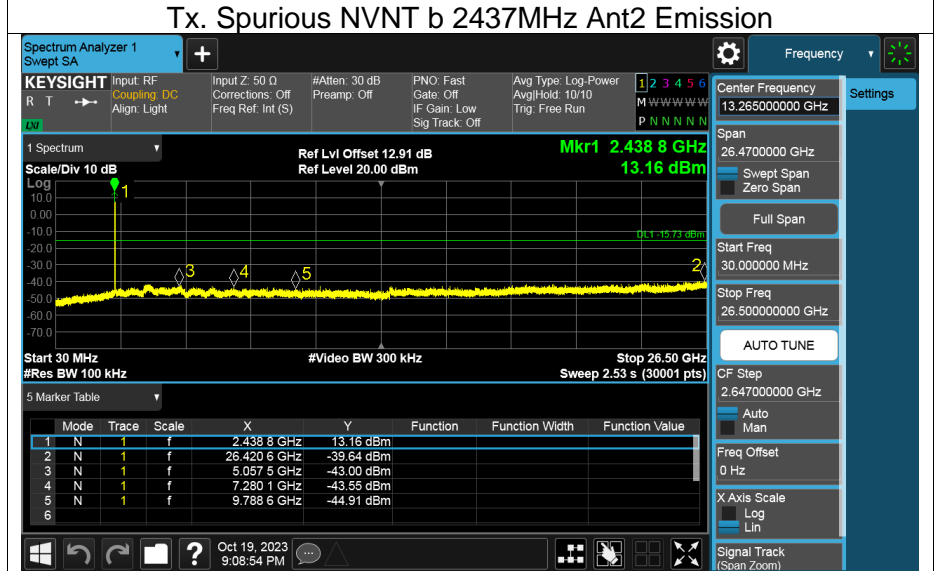 Tx. Spurious NVNT b 2437MHz Ant2 Emission
Spectrum Analyzer 1
Swept SA
+
Frequency
KEYSIGHT
R T
LXI
Input: RF
Coupling: DC
Align: Light
Input Z: 50 Ω
Corrections: Off
Freq Ref: Int (S)
#Atten: 30 dB
Preamp: Off
PNO: Fast
Gate: Off
IF Gain: Low
Sig Track: Off
Avg Type: Log-Power
Avg|Hold: 10/10
Trig: Free Run
1 2 3 4 5 6
M W W W W W
P N N N N N
1 Spectrum
Scale/Div 10 dB
Ref Lvl Offset 12.91 dB
Ref Level 20.00 dBm
Mkr1 2.438 8 GHz
13.16 dBm
Log
10.0
0.00
-10.0
-20.0
-30.0
-40.0
-50.0
-60.0
-70.0
1
DL1 -15.73 dBm
2
3
4
5
Start 30 MHz
#Res BW 100 kHz
#Video BW 300 kHz
Stop 26.50 GHz
Sweep 2.53 s (30001 pts)
5 Marker Table
Mode Trace Scale X Y Function Function Width Function Value
1 N 1 f 2.438 8 GHz 13.16 dBm
2 N 1 f 26.420 6 GHz -39.64 dBm
3 N 1 f 5.057 5 GHz -43.00 dBm
4 N 1 f 7.280 1 GHz -43.55 dBm
5 N 1 f 9.788 6 GHz -44.91 dBm
6
?
Oct 19, 2023
9:08:54 PM
Center Frequency
13.265000000 GHz
Settings
Span
26.4700000 GHz
Swept Span
Zero Span
Full Span
Start Freq
30.000000 MHz
Stop Freq
26.500000000 GHz
AUTO TUNE
CF Step
2.647000000 GHz
Auto
Man
Freq Offset
0 Hz
X Axis Scale
Log
Lin
Signal Track
(Span Zoom)